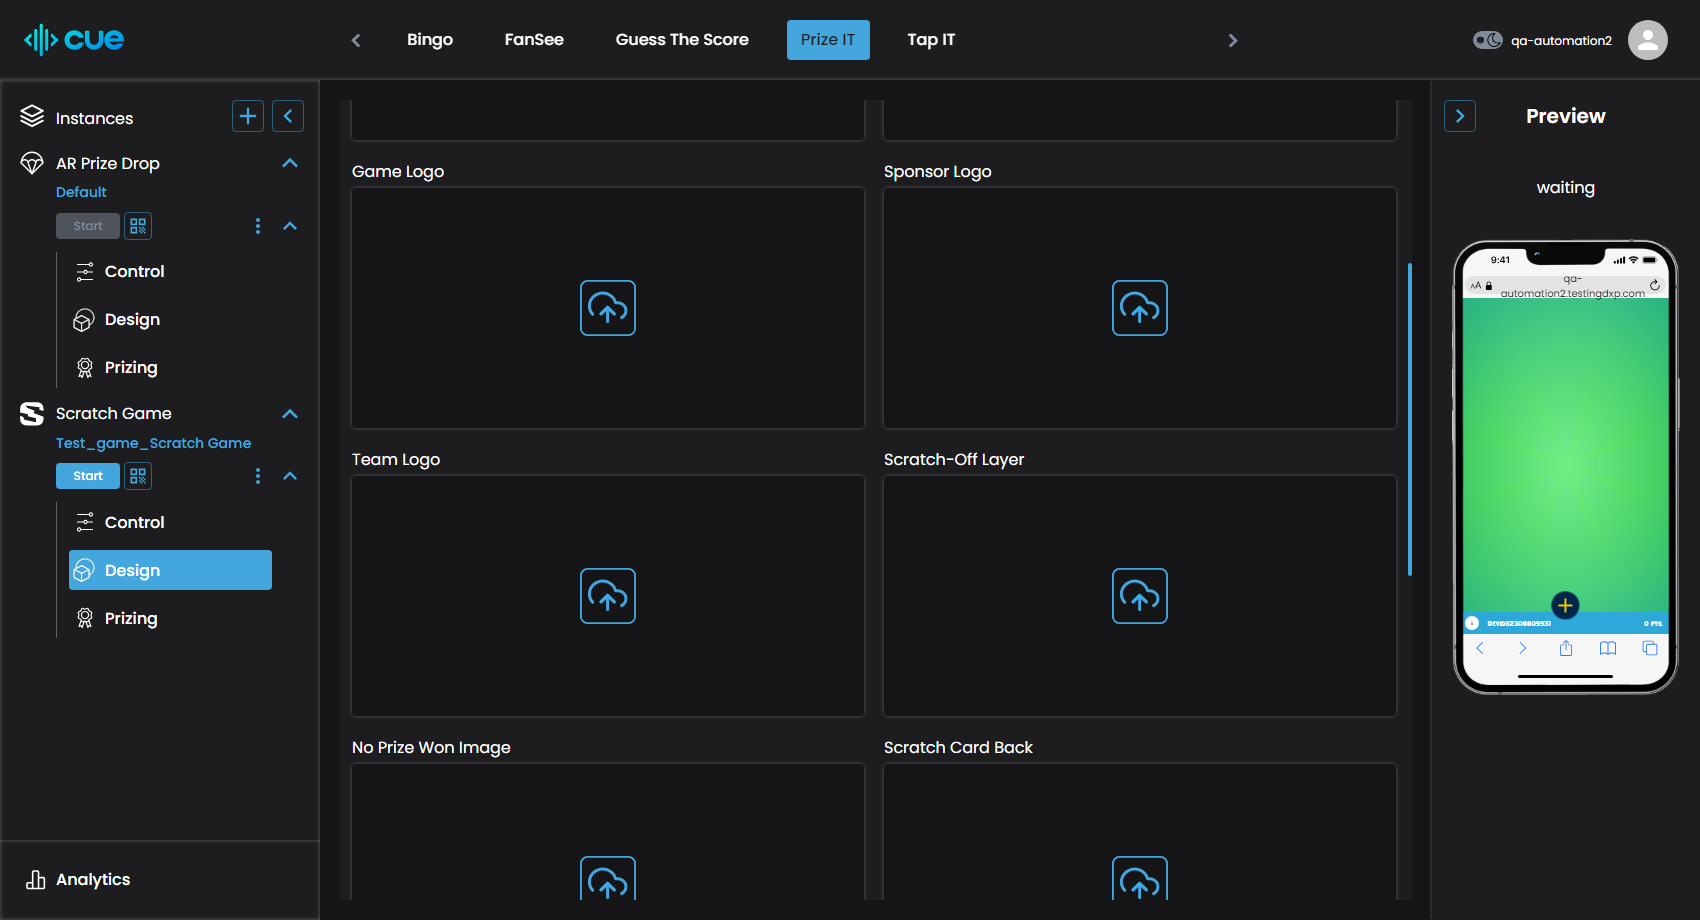 cue
Bingo
FanSee
Guess The Score
Prize IT
Tap IT
qa-automation2
Instances
AR Prize Drop
Default
Start
Control
Design
Prizing
Scratch Game
Test_game_Scratch Game
Start
Control
Design
Prizing
Analytics
Game Logo
Sponsor Logo
Team Logo
Scratch-Off Layer
No Prize Won Image
Scratch Card Back
Preview
waiting
9:41
AA
qa-
automation2.testingdxp.com
0 PTS.